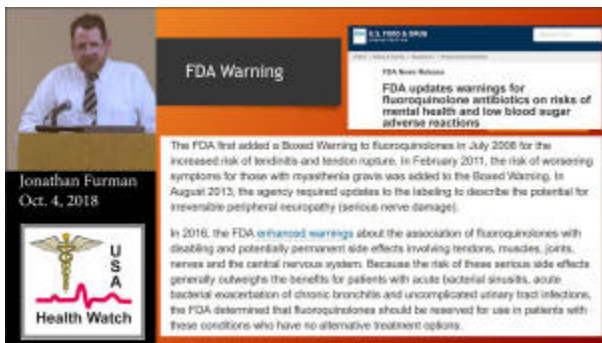 FDA Warning
U.S. FOOD & DRUG
FDA News Release
FDA updates warnings for
fluoroquinolone antibiotics on risks of
mental health and low blood sugar
adverse reactions
The FDA first added a Boxed Warning to fluoroquinolones in July 2008 for the
increased risk of tendinitis and tendon rupture. In February 2011, the risk of worsening
symptoms for those with myasthenia gravis was added to the Boxed Warning. In
August 2013, the agency required updates to the labeling to describe the potential for
irreversible peripheral neuropathy (serious nerve damage).
In 2016, the FDA enhanced warnings about the association of fluoroquinolones with
disabling and potentially permanent side effects involving tendons, muscles, joints,
nerves and the central nervous system. Because the risk of these serious side effects
generally outweighs the benefits for patients with acute bacterial sinusitis, acute
bacterial exacerbation of chronic bronchitis and uncomplicated urinary tract infections,
the FDA determined that fluoroquinolones should be reserved for use in patients with
these conditions who have no alternative treatment options.
Jonathan Furman
Oct. 4, 2018
USA
Health Watch